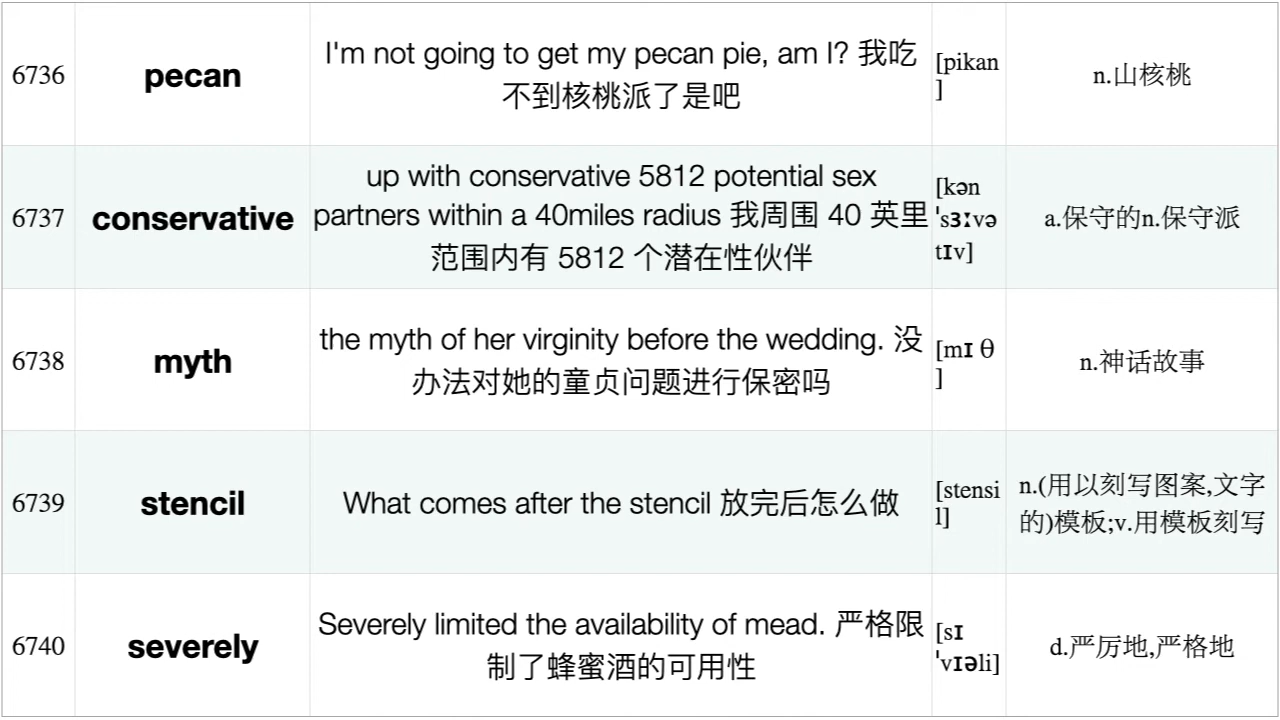 6736
pecan
I'm not going to get my pecan pie, am I? 我吃
不到核桃派了是吧
[pikan
]
n.山核桃
6737
conservative
up with conservative 5812 potential sex
partners within a 40miles radius 我周围 40 英里
范围内有 5812 个潜在性伙伴
[kən
ˈsɜːvə
tɪv]
a.保守的n.保守派
6738
myth
the myth of her virginity before the wedding. 没
办法对她的童贞问题进行保密吗
[mɪ θ
]
n.神话故事
6739
stencil
What comes after the stencil 放完后怎么做
[stensi
l]
n.(用以刻写图案,文字
的)模板;v.用模板刻写
6740
severely
Severely limited the availability of mead. 严格限
制了蜂蜜酒的可用性
[sɪ
ˈvɪəli]
d.严厉地,严格地